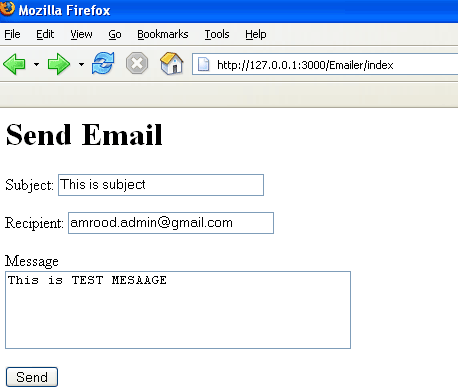 Mozilla Firefox
File Edit View Go Bookmarks Tools Help
http://127.0.0.1:3000/Emailer/index
Send Email
Subject: This is subject
Recipient: amrood.admin@gmail.com
Message
This is TEST MESAAGE
Send